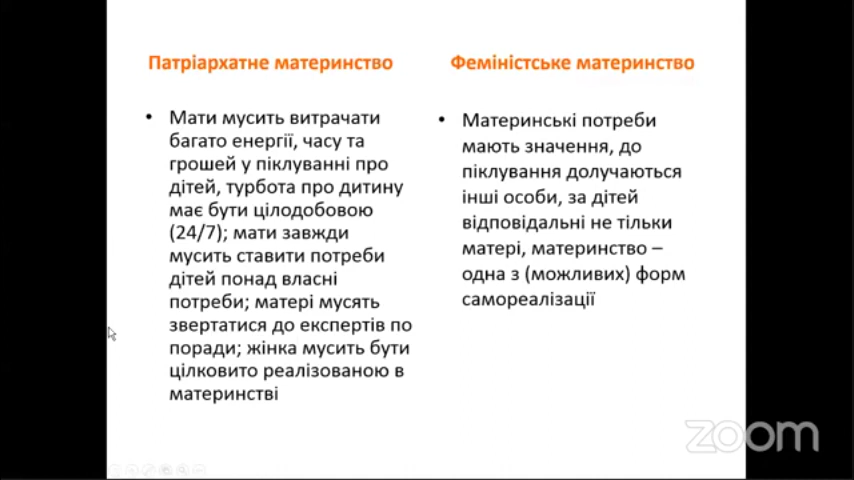 Патріархатне материнство
Феміністське материнство
• Мати мусить витрачати
багато енергії, часу та
грошей у піклуванні про
дітей, турбота про дитину
має бути цілодобовою
(24/7); мати завжди
мусить ставити потреби
дітей понад власні
потреби; матері мусять
звертатися до експертів по
поради; жінка мусить бути
цілковито реалізованою в
материнстві
• Материнські потреби
мають значення, до
піклування долучаються
інші особи, за дітей
відповідальні не тільки
матері, материнство –
одна з (можливих) форм
самореалізації
zoom